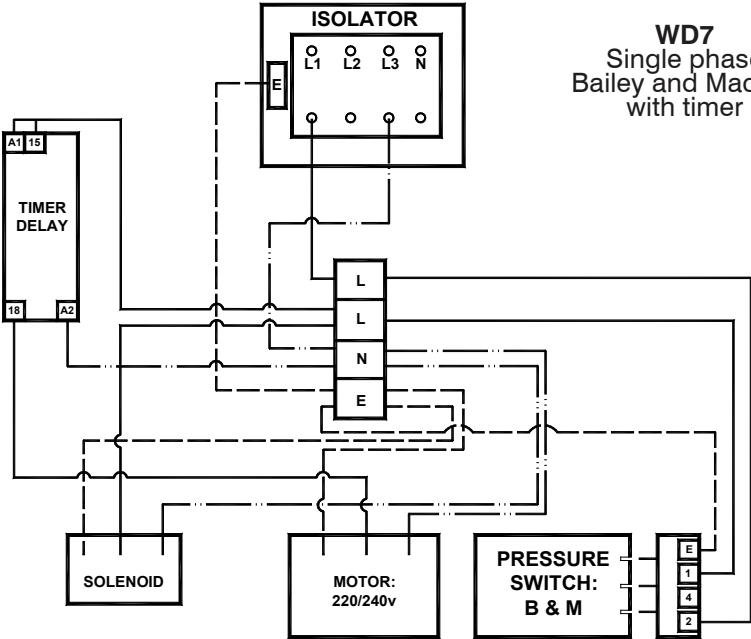 ISOLATOR
L1 L2 L3 N
E
WD7
Single phase
Bailey and
with timer
A1 15
TIMER
DELAY
18 A2
L
L
N
E
SOLENOID
MOTOR:
220/240v
PRESSURE
SWITCH:
B & M
E
1
4
2